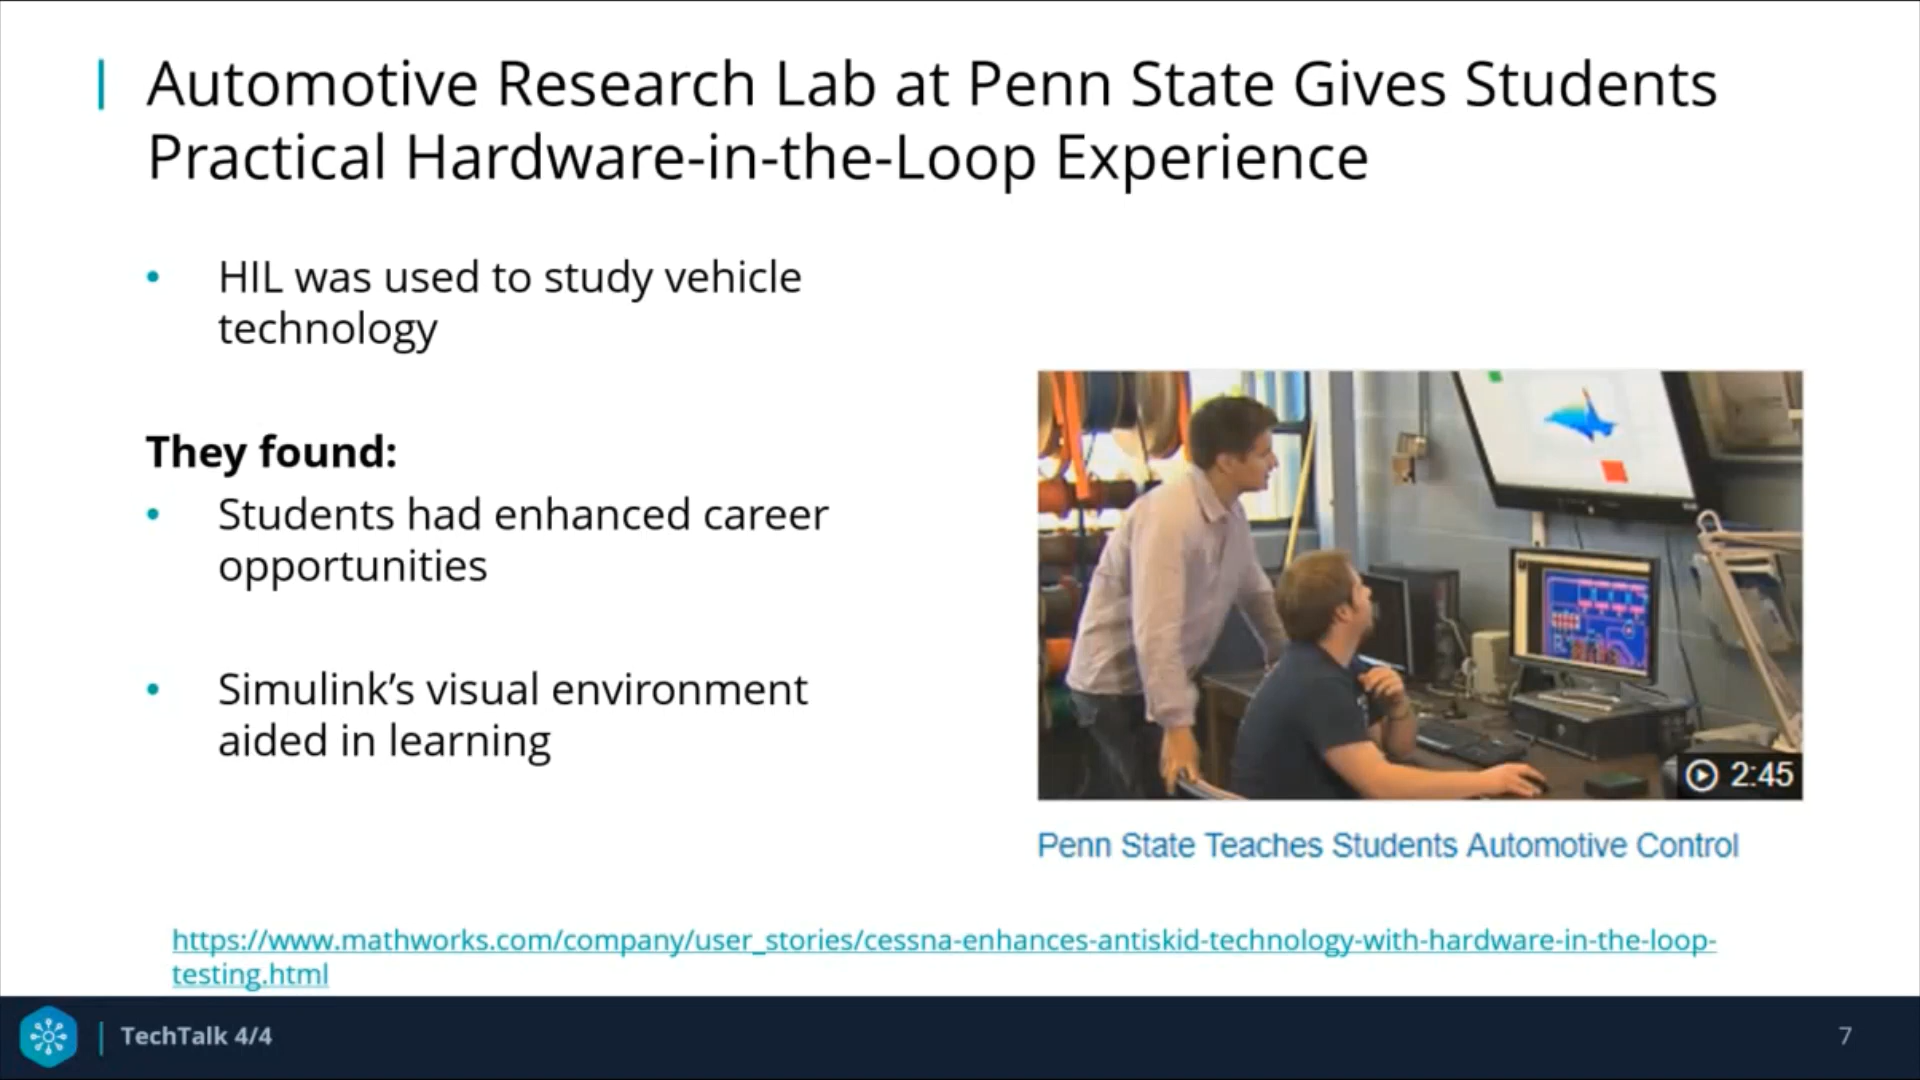 Automotive Research Lab at Penn State Gives Students
Practical Hardware-in-the-Loop Experience
• HIL was used to study vehicle
technology
They found:
• Students had enhanced career
opportunities
• Simulink’s visual environment
aided in learning
2:45
Penn State Teaches Students Automotive Control
https://www.mathworks.com/company/user_stories/cessna-enhances-antiskid-technology-with-hardware-in-the-loop-
testing.html
TechTalk 4/4
7